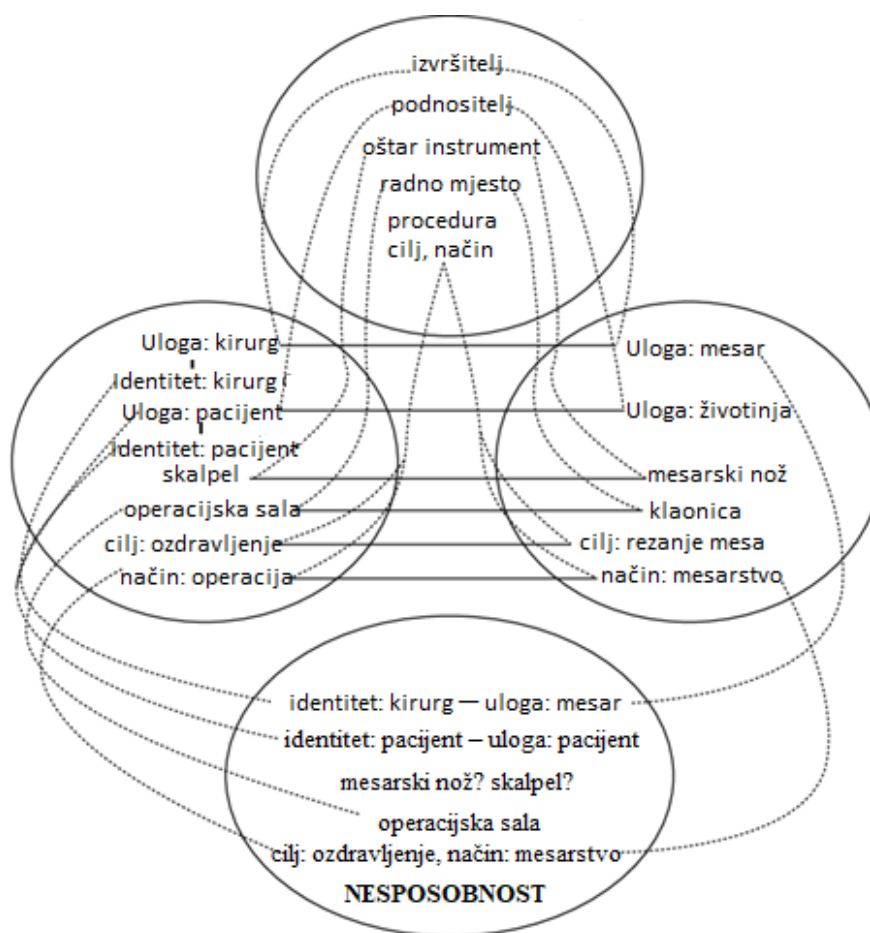 izvršitelj
podnositelj
oštar instrument
radno mjesto
procedura
cilj, način
Uloga: kirurg
Identitet: kirurg
Uloga: pacijent
Identitet: pacijent
skalpel
operacijska sala
cilj: ozdravljenje
način: operacija
Uloga: mesar
Uloga: životinja
mesarski nož
klaonica
cilj: rezanje mesa
način: mesarstvo
identitet: kirurg — uloga: mesar
identitet: pacijent – uloga: pacijent
mesarski nož? skalpel?
operacijska sala
cilj: ozdravljenje, način: mesarstvo
NESPOSOBNOST